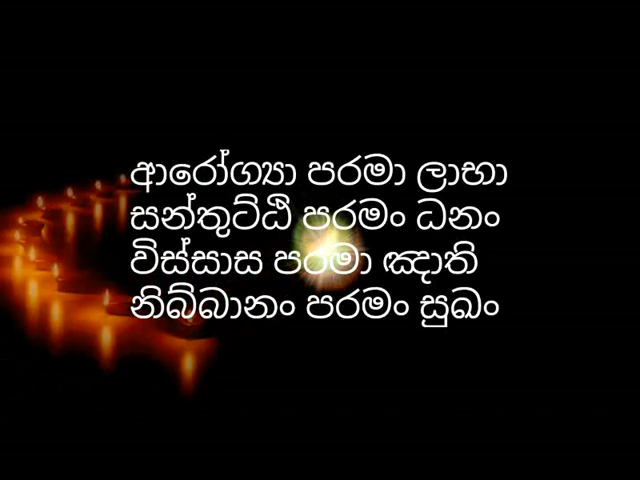 ආරෝග්‍යා පරමා ලාභා
සන්තුට්ඨි පරමං ධනං
විස්සාස පරමා ඤාති
නිබ්බානං පරමං සුඛං